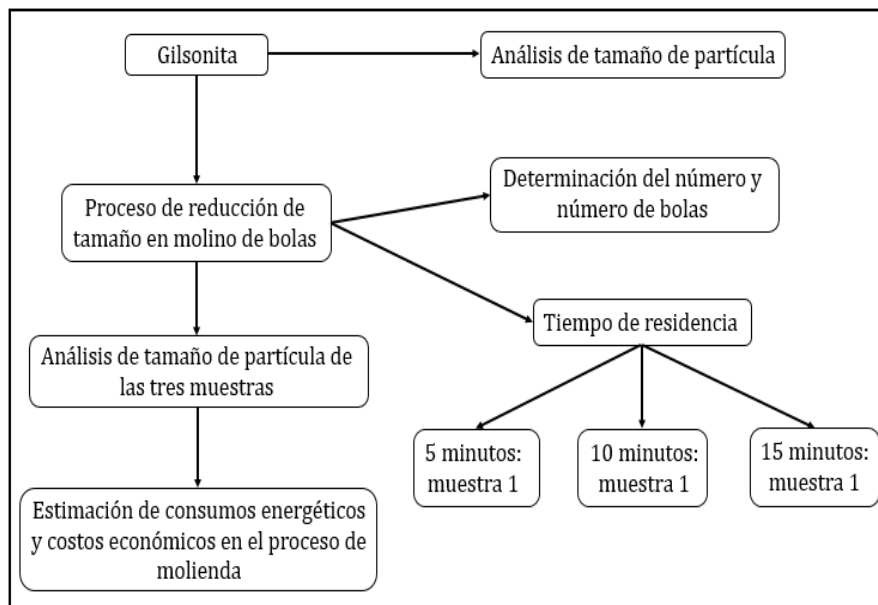 Gilsonita
Análisis de tamaño de partícula
Proceso de reducción de
tamaño en molino de bolas
Determinación del número y
número de bolas
Tiempo de residencia
Análisis de tamaño de partícula de
las tres muestras
5 minutos:
muestra 1
10 minutos:
muestra 1
15 minutos:
muestra 1
Estimación de consumos energéticos
y costos económicos en el proceso de
molienda